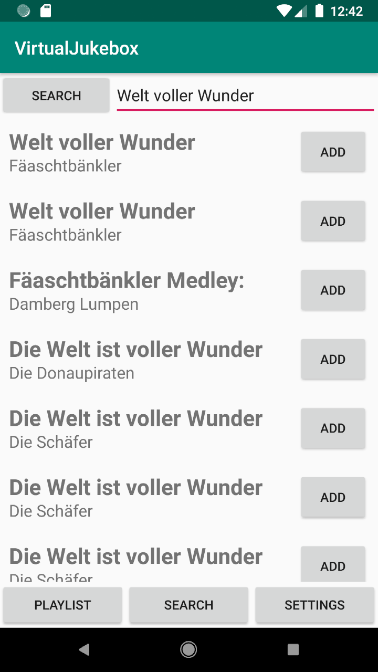 12:42
VirtualJukebox
SEARCH Welt voller Wunder
Welt voller Wunder
Fäaschtbänkler
ADD
Welt voller Wunder
Fäaschtbänkler
ADD
Fäaschtbänkler Medley:
Damberg Lumpen
ADD
Die Welt ist voller Wunder
Die Donaupiraten
ADD
Die Welt ist voller Wunder
Die Schäfer
ADD
Die Welt ist voller Wunder
Die Schäfer
ADD
Die Welt ist voller Wunder
Die Schäfer
ADD
PLAYLIST SEARCH SETTINGS